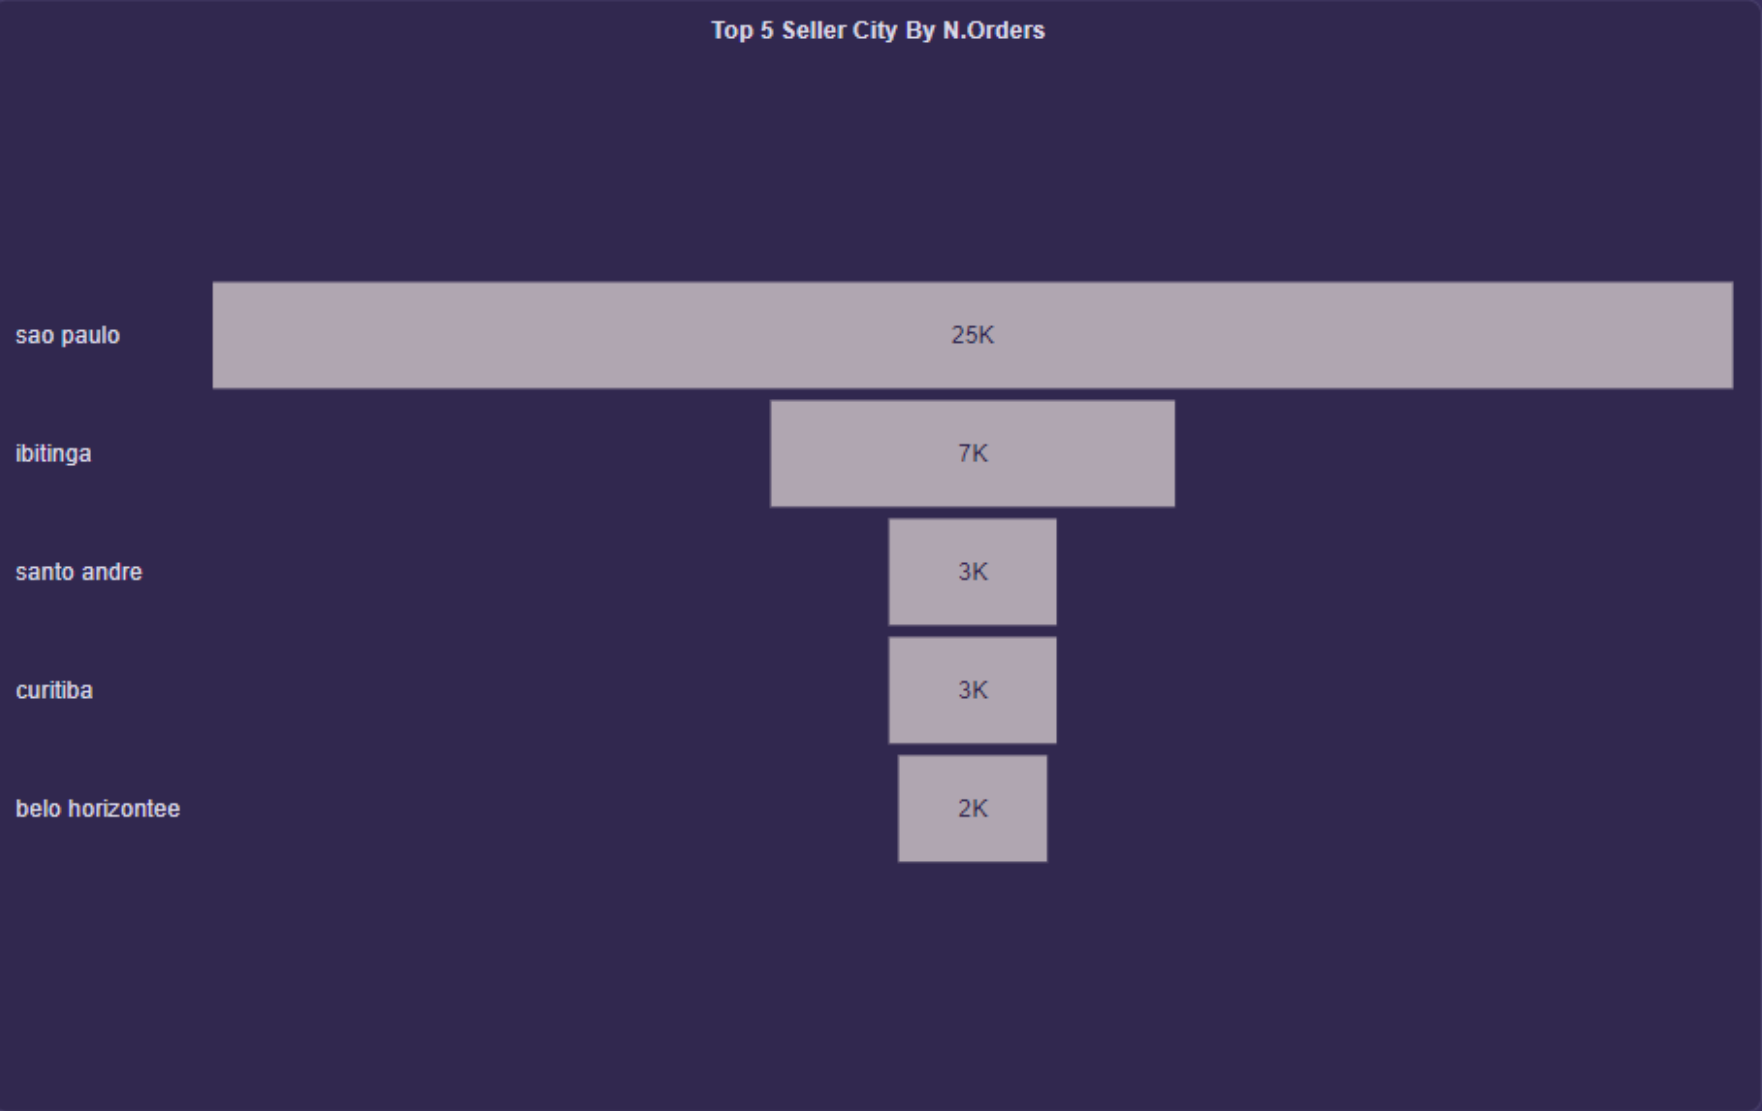 Top 5 Seller City By N.Orders
sao paulo 25K
ibitinga 7K
santo andre 3K
curitiba 3K
belo horizontee 2K